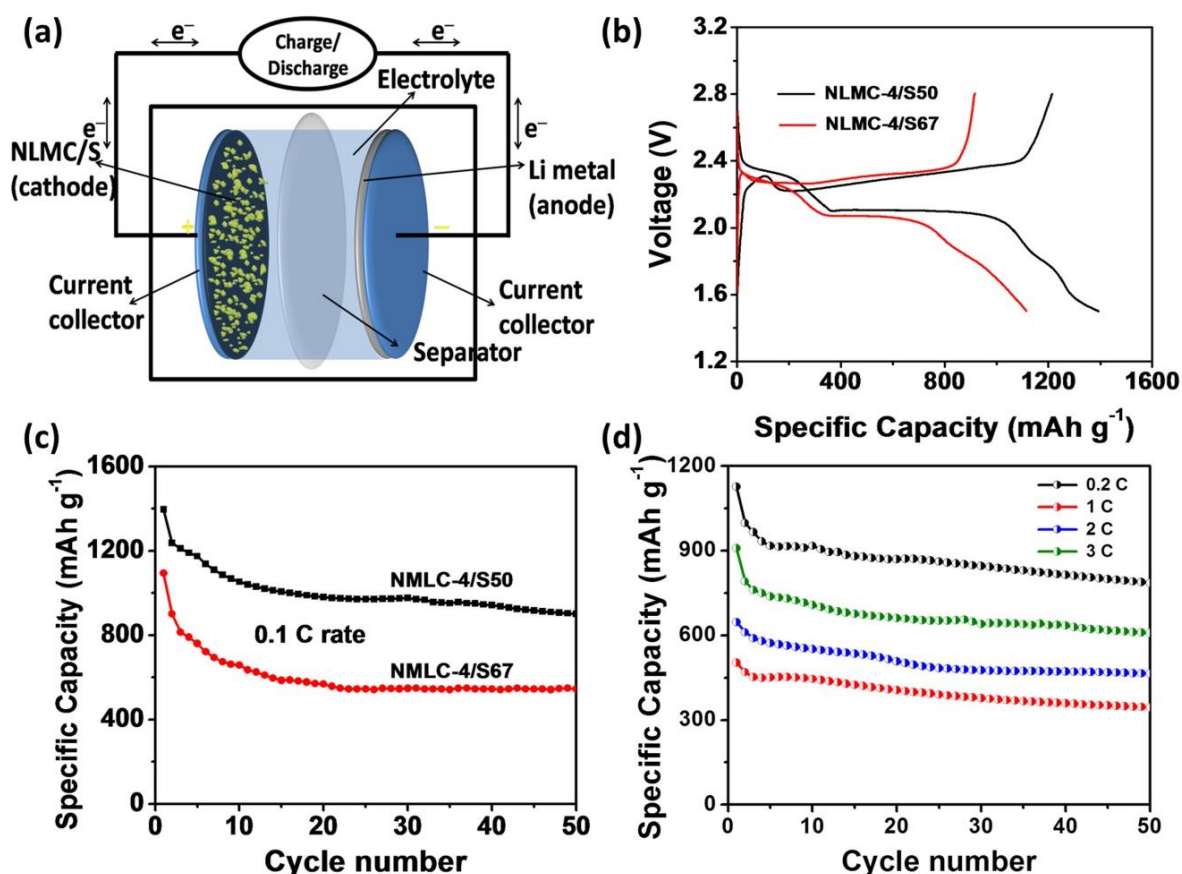 (a)
e⁻
e⁻
Charge/
Discharge
Electrolyte
e⁻
e⁻
NLMC/S
(cathode)
Li metal
(anode)
+
−
Current
collector
Current
collector
Separator
(b)
3.2
2.8
2.4
2.0
1.6
1.2
Voltage (V)
NLMC-4/S50
NLMC-4/S67
0
400
800
1200
1600
Specific Capacity (mAh g⁻¹)
(c)
1600
1200
800
400
0
Specific Capacity (mAh g⁻¹)
NMLC-4/S50
0.1 C rate
NMLC-4/S67
0
10
20
30
40
50
Cycle number
(d)
1200
900
600
300
0
Specific Capacity (mAh g⁻¹)
0.2 C
1 C
2 C
3 C
0
10
20
30
40
50
Cycle number